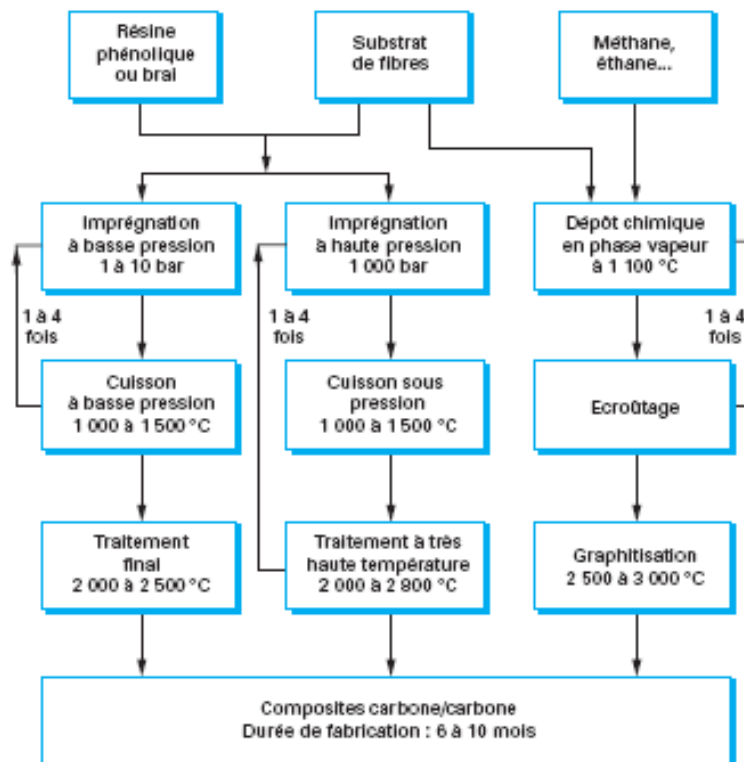 Résine
phénolique
ou brai
Substrat
de fibres
Méthane,
éthane...
Imprégnation
à basse pression
1 à 10 bar
Imprégnation
à haute pression
1 000 bar
Dépôt chimique
en phase vapeur
à 1 100 °C
1 à 4
fois
1 à 4
fois
1 à 4
fois
Cuisson
à basse pression
1 000 à 1 500 °C
Cuisson sous
pression
1 000 à 1 500 °C
Ecroûtage
Traitement
final
2 000 à 2 500 °C
Traitement à très
haute température
2 000 à 2 800 °C
Graphitisation
2 500 à 3 000 °C
Composites carbone/carbone
Durée de fabrication : 6 à 10 mois